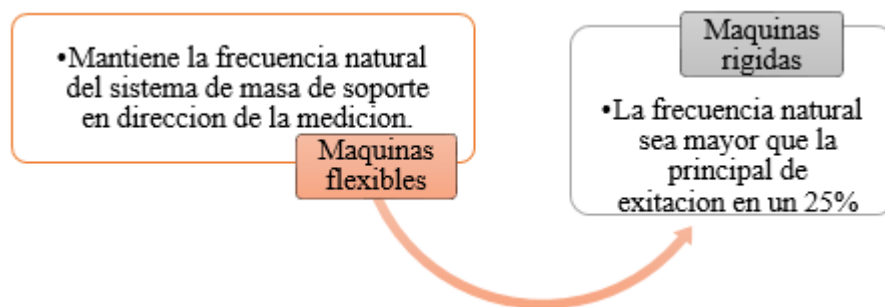 •Mantiene la frecuencia natural
del sistema de masa de soporte
en direccion de la medicion.
Maquinas
flexibles
Maquinas
rigidas
•La frecuencia natural
sea mayor que la
principal de
exitacion en un 25%